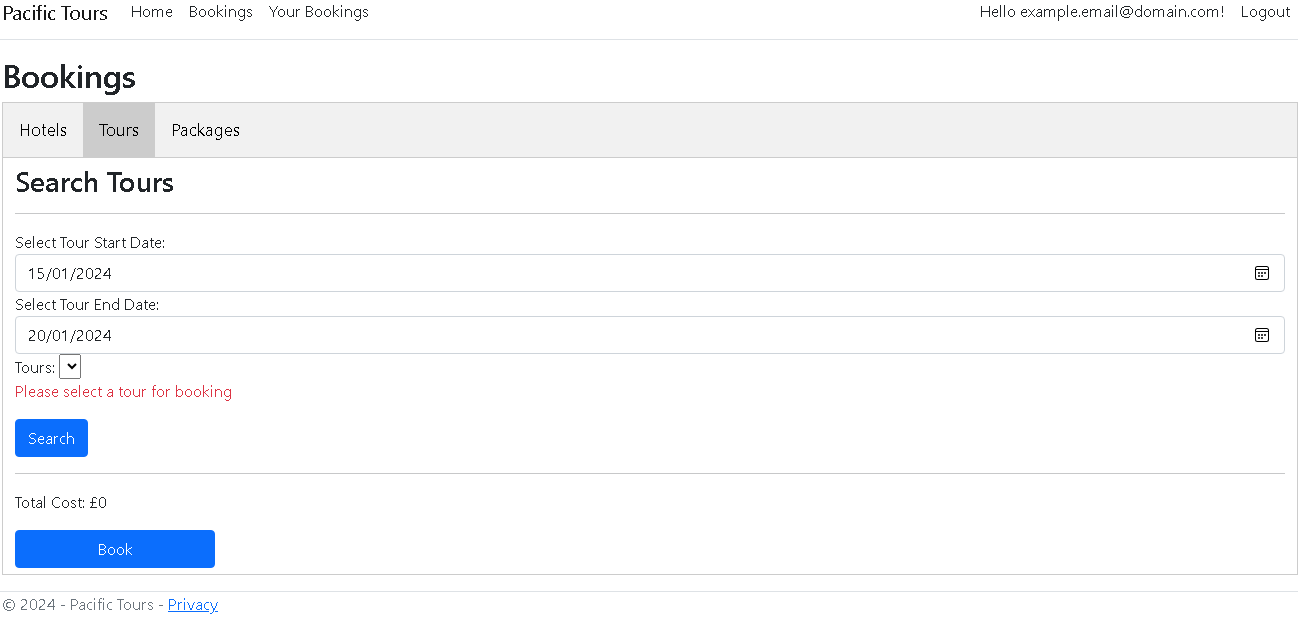 Pacific Tours Home Bookings Your Bookings Hello example.email@domain.com! Logout
Bookings
Hotels Tours Packages
Search Tours
Select Tour Start Date:
15/01/2024
Select Tour End Date:
20/01/2024
Tours:
Please select a tour for booking
Search
Total Cost: £0
Book
© 2024 - Pacific Tours - Privacy